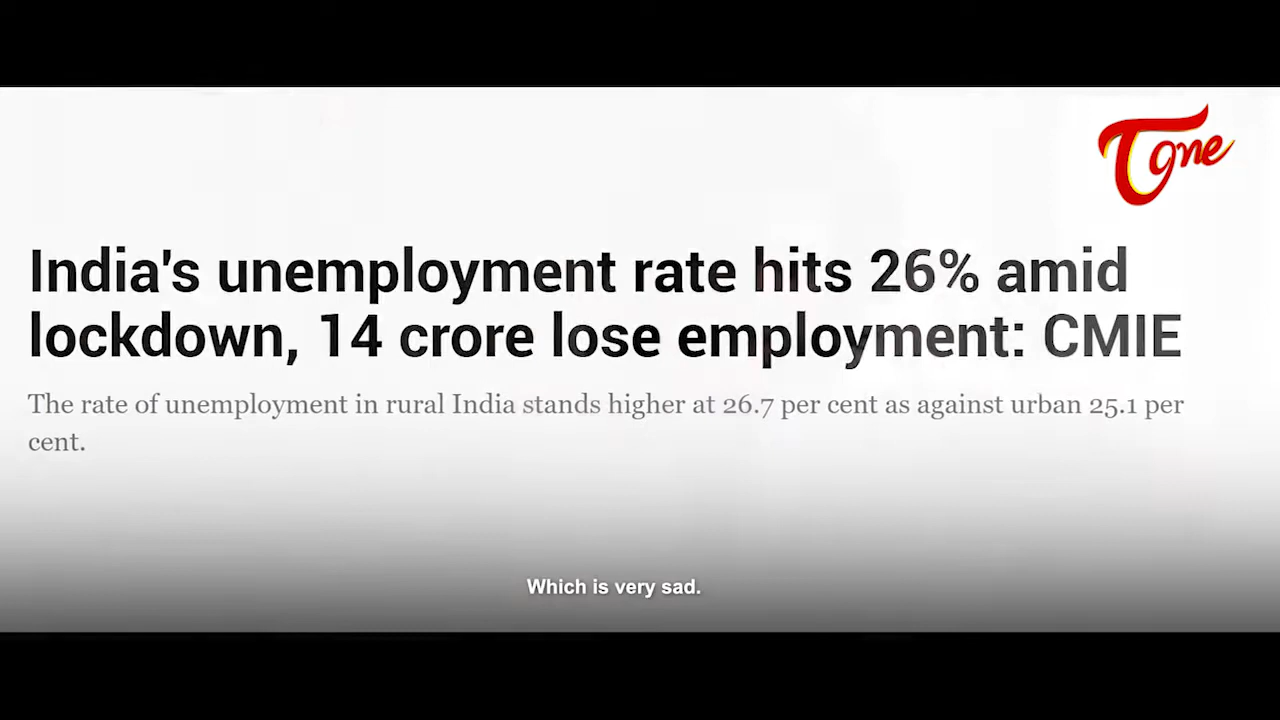 Tone
India's unemployment rate hits 26% amid
lockdown, 14 crore lose employment: CMIE
The rate of unemployment in rural India stands higher at 26.7 per cent as against urban 25.1 per
cent.
Which is very sad.